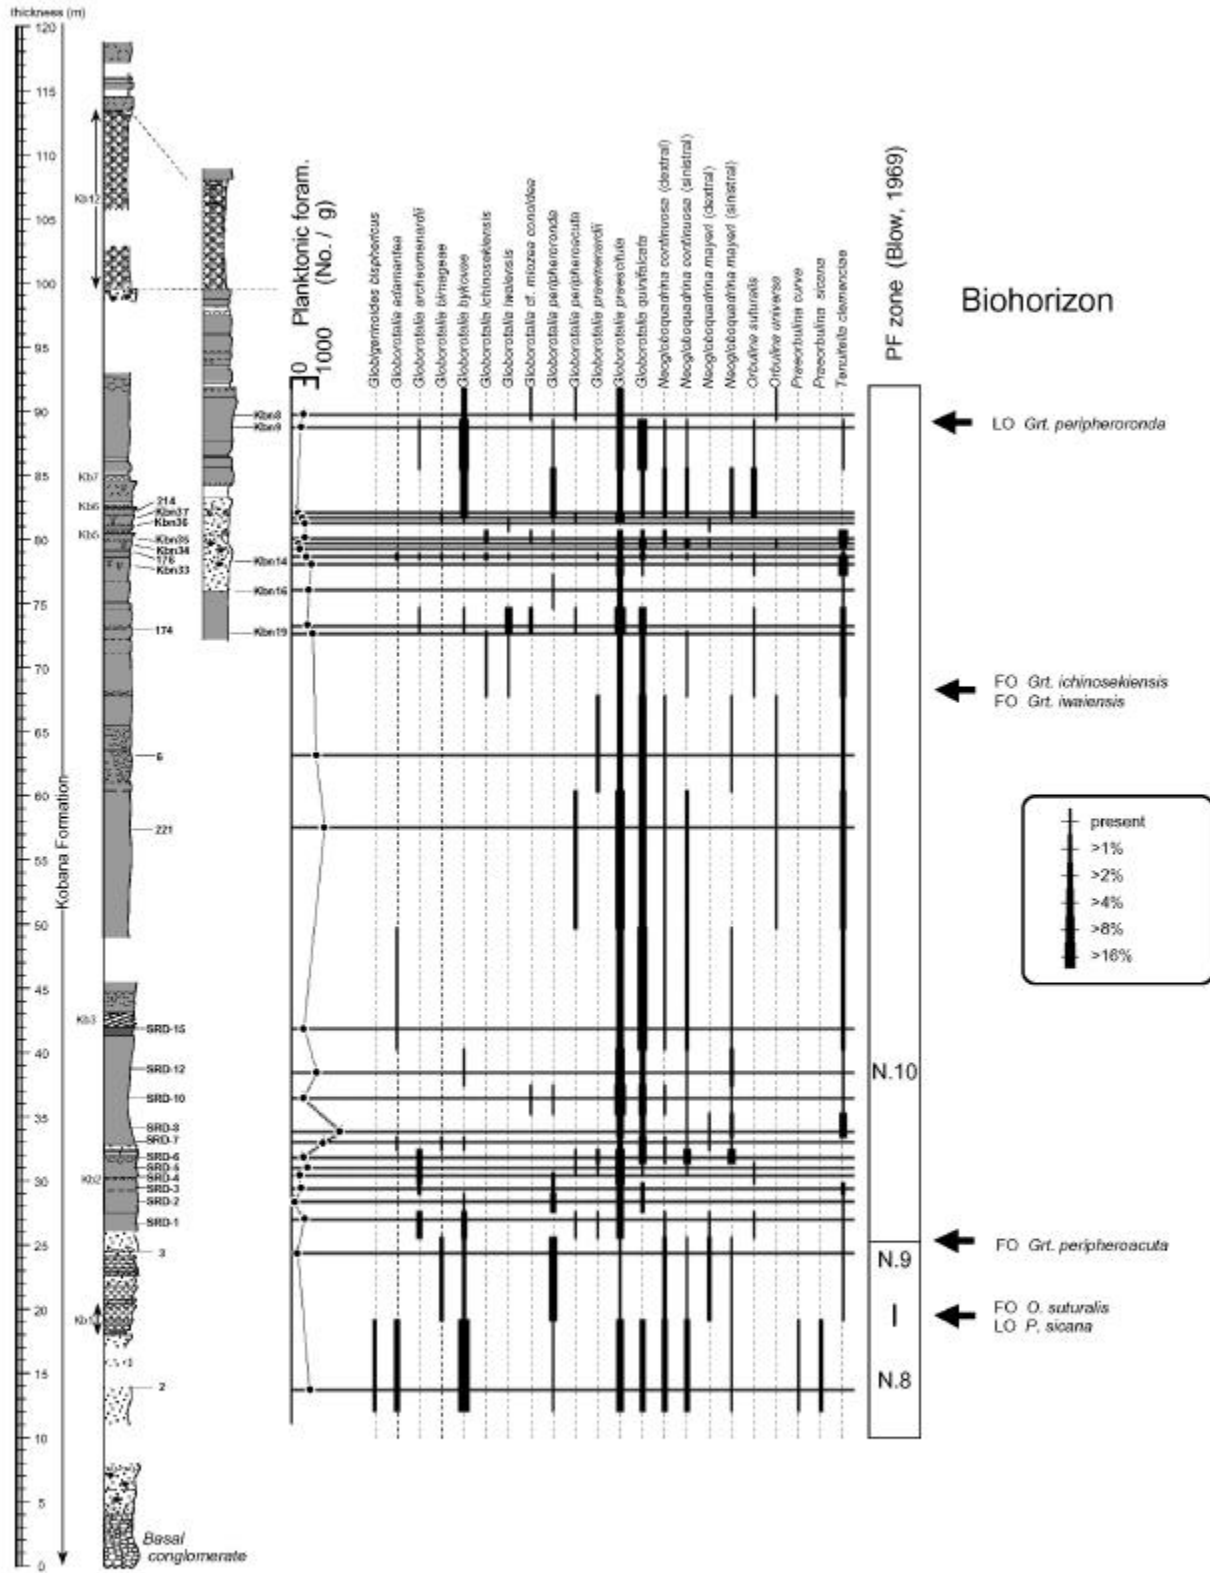 thickness (m)
120
115
110
105
100
95
90
85
80
75
70
65
60
55
50
45
40
35
30
25
20
15
10
5
0
Kobana Formation
Kb12
Kb7
Kb6
Kb5
Kb3
Kb2
Kb1
214
Kbn37
Kbn36
Kbn35
Kbn34
176
Kbn33
174
6
221
SRD-15
SRD-12
SRD-10
SRD-8
SRD-7
SRD-6
SRD-5
SRD-4
SRD-3
SRD-2
SRD-1
3
2
Basal
conglomerate
Kbn8
Kbn9
Kbn14
Kbn16
Kbn19
Planktonic foram.
(No. / g)
0
1000
Globigerinoides bisphericus
Globorotalia adamantea
Globorotalia archeomenardii
Globorotalia birnageae
Globorotalia bykovae
Globorotalia ichinosekiensis
Globorotalia iwaiensis
Globorotalia cf. miozea conoidea
Globorotalia peripheroronda
Globorotalia peripheroacuta
Globorotalia praemenardii
Globorotalia praescitula
Globorotalia quinifalcata
Neogloboquadrina continuosa (dextral)
Neogloboquadrina continuosa (sinistral)
Neogloboquadrina mayeri (dextral)
Neogloboquadrina mayeri (sinistral)
Orbulina suturalis
Orbulina universa
Praeorbulina curva
Praeorbulina sicana
Tenuitella clemenciae
PF zone (Blow, 1969)
N.10
N.9
N.8
Biohorizon
LO Grt. peripheroronda
FO Grt. ichinosekiensis
FO Grt. iwaiensis
present
>1%
>2%
>4%
>8%
>16%
FO Grt. peripheroacuta
FO O. suturalis
LO P. sicana